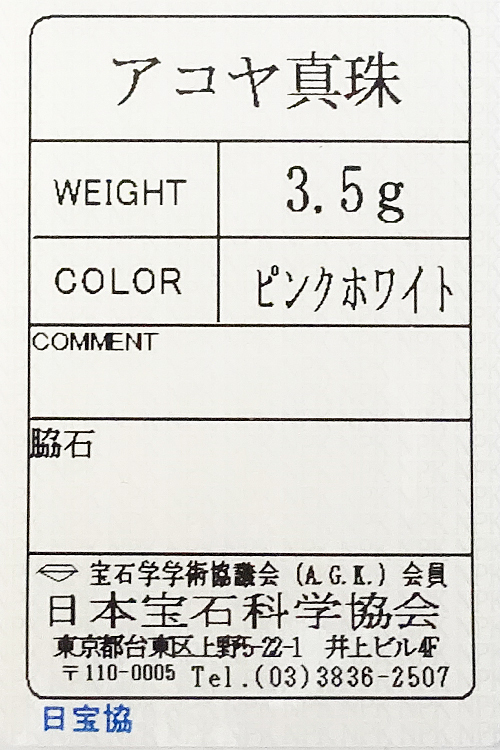 アコヤ真珠
WEIGHT 3.5g
COLOR ピンクホワイト
COMMENT
脇石
宝石学学術協議会 (A.G.K.) 会員
日本宝石科学協会
東京都台東区上野5-22-1 井上ビル4F
〒110-0005 Tel.(03)3836-2507
日宝協